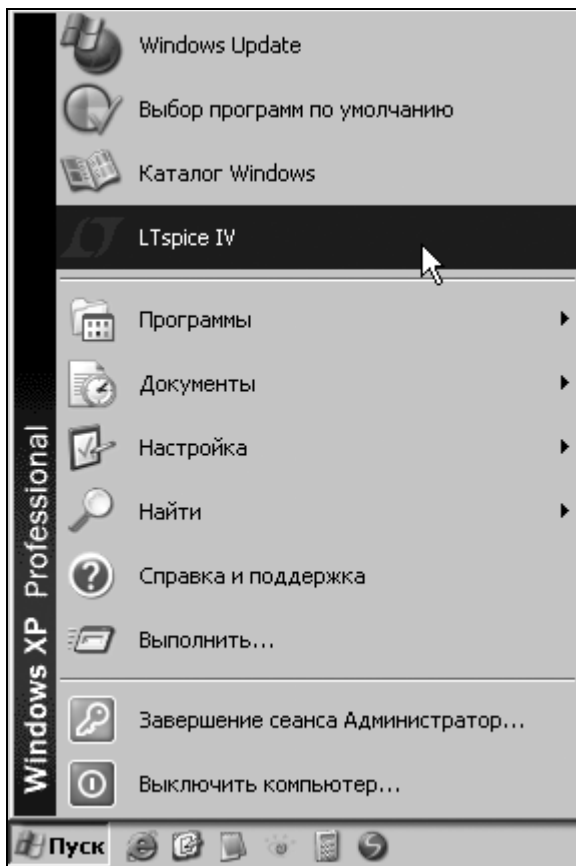 Windows Update
Выбор программ по умолчанию
Каталог Windows
LTspice IV
Программы
Документы
Настройка
Найти
Справка и поддержка
Выполнить...
Завершение сеанса Администратор...
Выключить компьютер...
Windows XP Professional
Пуск